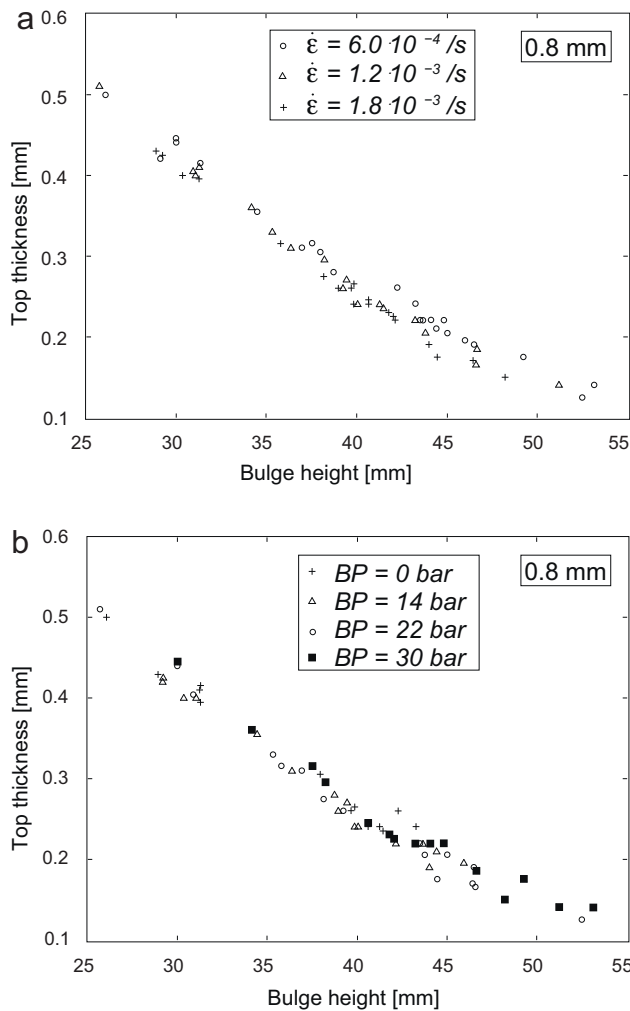 a
0.6
0.5
0.4
0.3
0.2
0.1
Top thickness [mm]
ε̇ = 6.0·10 ⁻⁴ /s
ε̇ = 1.2·10 ⁻³ /s
ε̇ = 1.8·10 ⁻³ /s
0.8 mm
25 30 35 40 45 50 55
Bulge height [mm]
b
0.6
0.5
0.4
0.3
0.2
0.1
Top thickness [mm]
BP = 0 bar
BP = 14 bar
BP = 22 bar
BP = 30 bar
0.8 mm
25 30 35 40 45 50 55
Bulge height [mm]